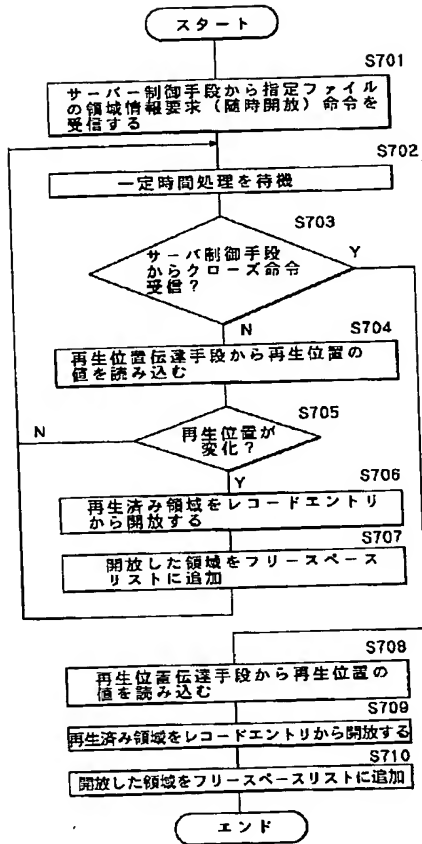 スタート
S701
サーバー制御手段から指定ファイル
の領域情報要求（随時開放）命令を
受信する
S702
一定時間処理を待機
S703
サーバ制御手段
からクローズ命令
受信？
Y
N
S704
再生位置伝達手段から再生位置の
値を読み込む
S705
再生位置が
変化？
N
Y
S706
再生済み領域をレコードエントリ
から開放する
S707
開放した領域をフリースペース
リストに追加
S708
再生位置伝達手段から再生位置の
値を読み込む
S709
再生済み領域をレコードエントリから開放する
S710
開放した領域をフリースペースリストに追加
エンド